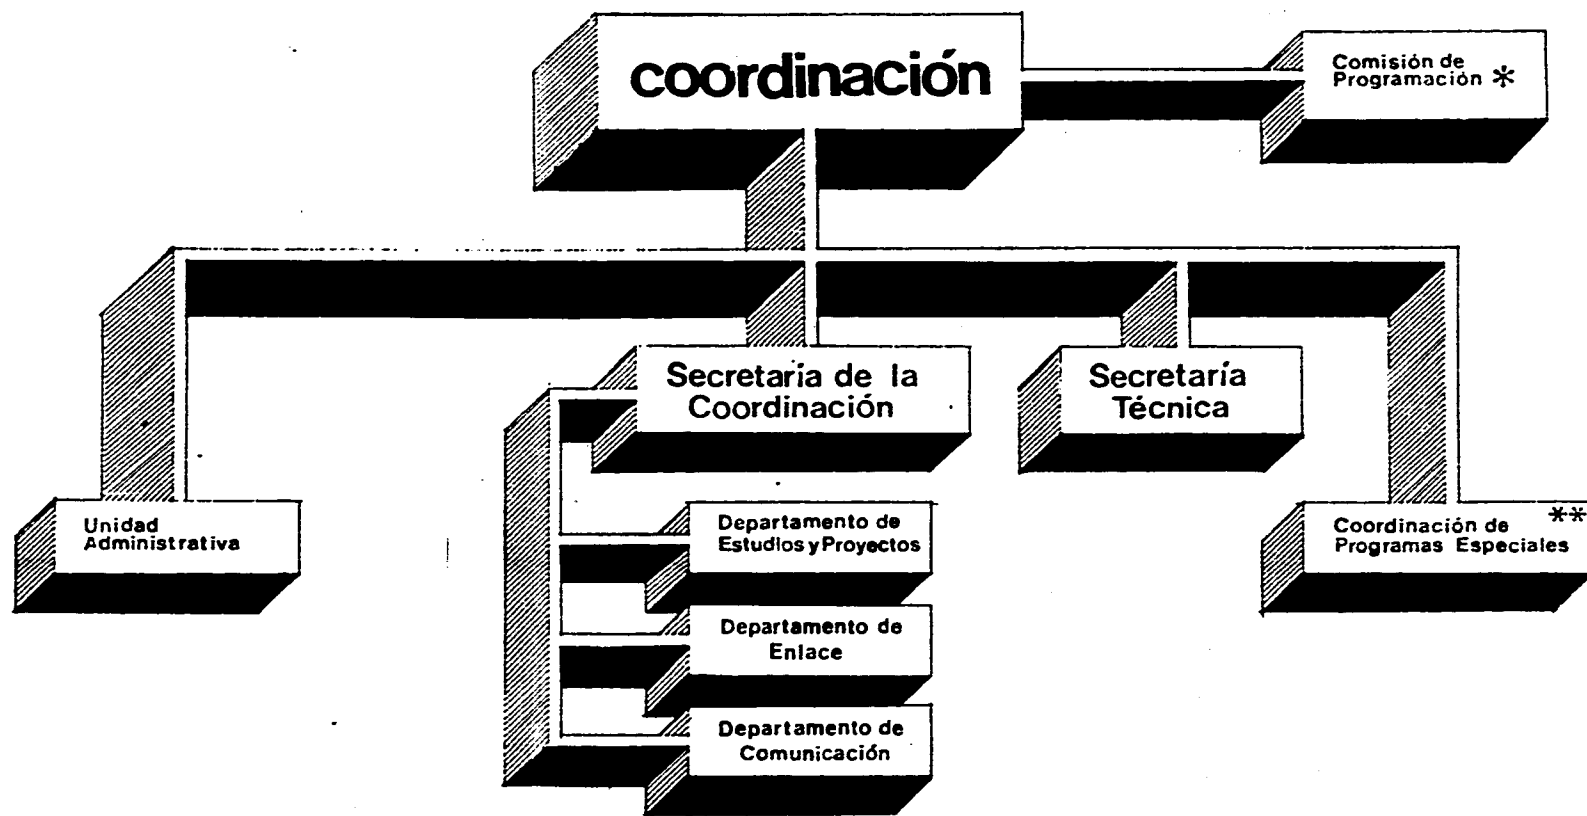 coordinación
Comisión de
Programación *
Secretaria de la
Coordinación
Secretaría
Técnica
Unidad
Administrativa
Departamento de
Estudios y Proyectos
Coordinación de **
Programas Especiales
Departamento de
Enlace
Departamento de
Comunicación